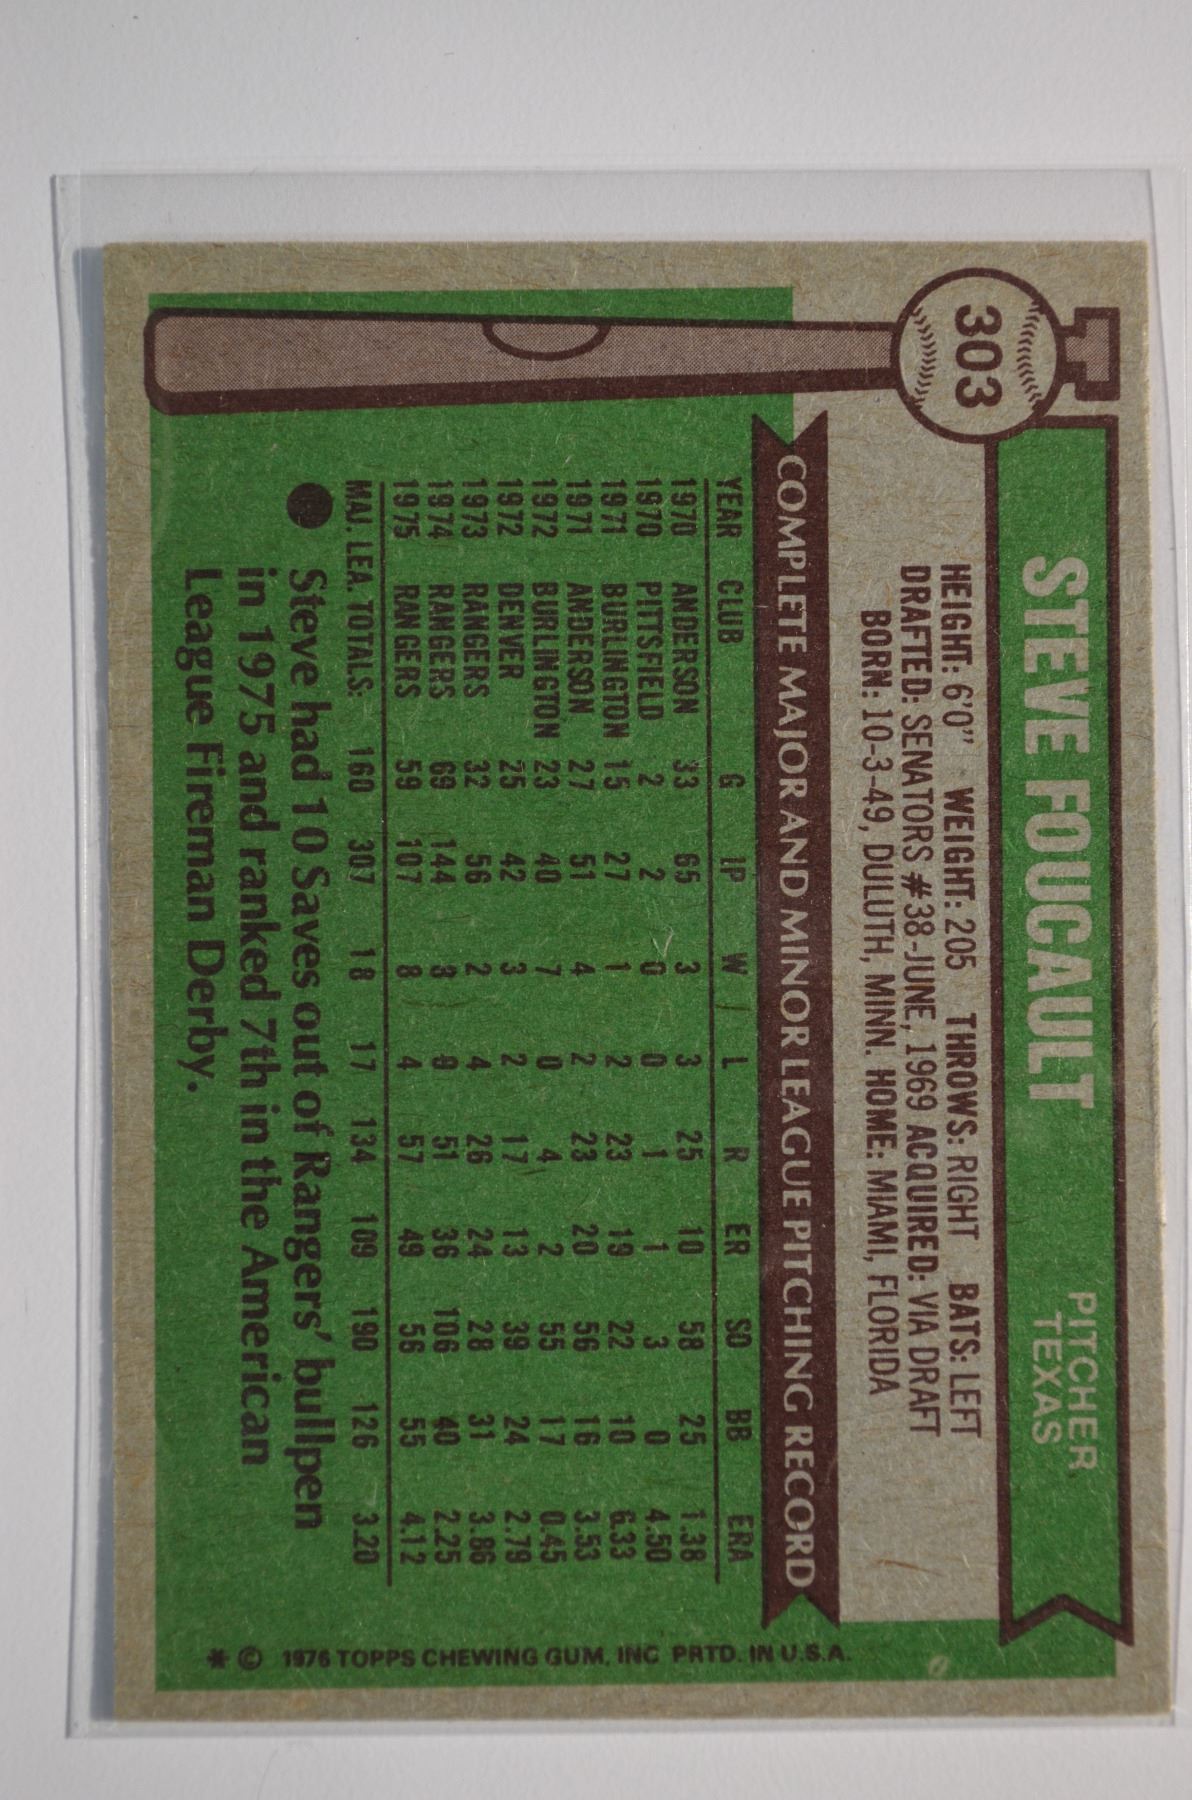 303
STEVE FOUCAULT
PITCHER
TEXAS
HEIGHT: 6'0" WEIGHT: 205 THROWS: RIGHT BATS: LEFT
DRAFTED: SENATORS #38-JUNE, 1969 ACQUIRED: VIA DRAFT
BORN: 10-3-49, DULUTH, MINN. HOME: MIAMI, FLORIDA
COMPLETE MAJOR AND MINOR LEAGUE PITCHING RECORD
YEAR CLUB G IP W / L R ER SO BB ERA
1970 ANDERSON 33 65 3 3 25 10 58 25 1.38
1970 PITTSFIELD 2 2 0 0 1 1 3 0 4.50
1971 BURLINGTON 15 27 1 2 23 19 22 10 6.33
1971 ANDERSON 27 51 4 2 23 20 56 16 3.53
1972 BURLINGTON 23 40 7 0 4 2 55 17 0.45
1972 DENVER 25 42 3 2 17 13 39 24 2.79
1973 RANGERS 32 56 2 4 26 24 28 31 3.86
1974 RANGERS 69 144 3 9 51 36 106 40 2.25
1975 RANGERS 59 107 8 4 57 49 56 55 4.12
MAJ. LEA. TOTALS: 160 307 18 17 134 109 190 126 3.20
● Steve had 10 Saves out of Rangers' bullpen
in 1975 and ranked 7th in the American
League Fireman Derby.
* © 1976 TOPPS CHEWING GUM, INC PRTD. IN U.S.A.